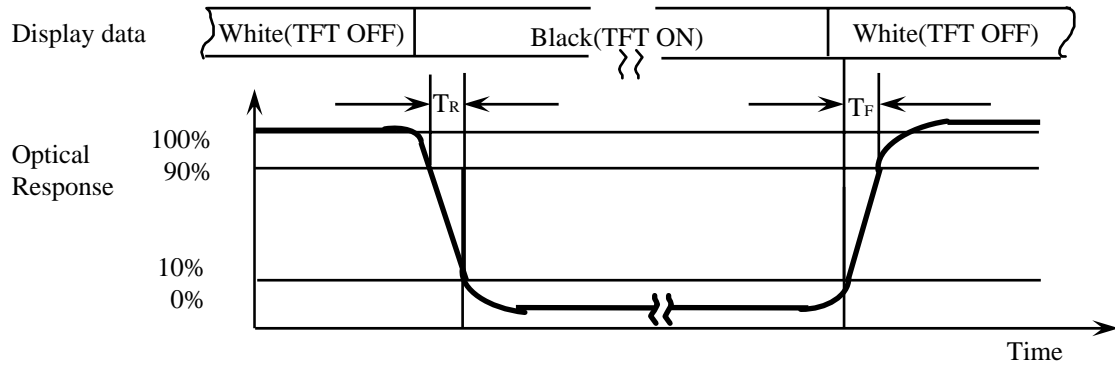 Display data
White(TFT OFF)
Black(TFT ON)
White(TFT OFF)
TR
TF
Optical
Response
100%
90%
10%
0%
Time